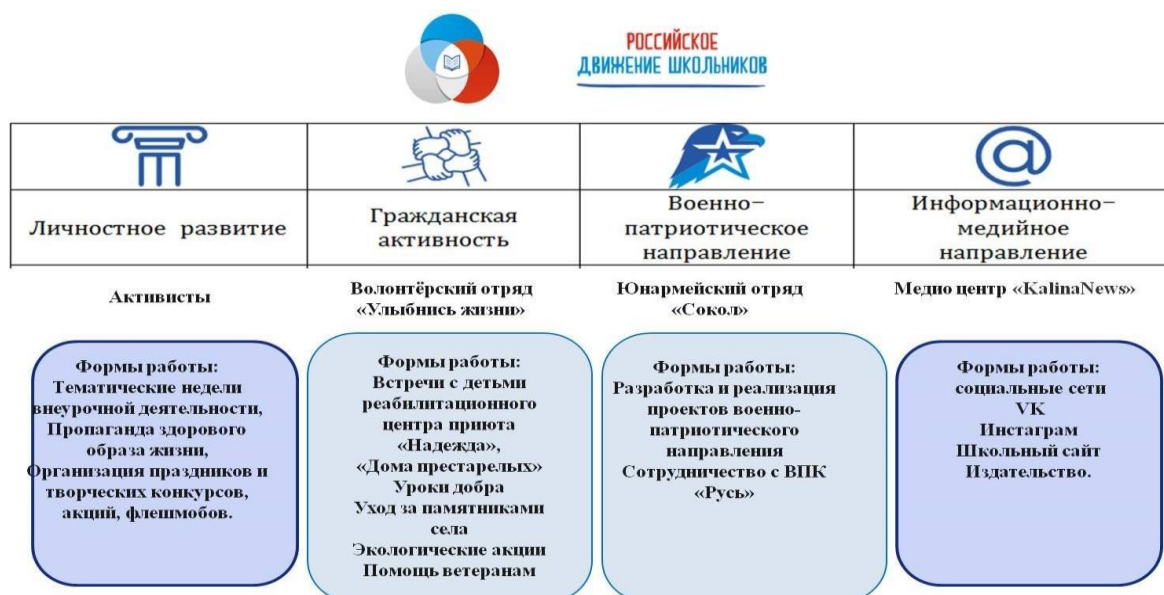 РОССИЙСКОЕ
ДВИЖЕНИЕ ШКОЛЬНИКОВ
Личностное развитие
Гражданская
активность
Военно-
патриотическое
направление
Информационно-
медийное
направление
Активисты
Волонтёрский отряд
«Улыбнись жизни»
Юнармейский отряд
«Сокол»
Медио центр «KalinaNews»
Формы работы:
Тематические недели
внеурочной деятельности,
Пропаганда здорового
образа жизни,
Организация праздников и
творческих конкурсов,
акций, флешмобов.
Формы работы:
Встречи с детьми
реабилитационного
центра приюта
«Надежда»,
«Дома престарелых»
Уроки добра
Уход за памятниками
села
Экологические акции
Помощь ветеранам
Формы работы:
Разработка и реализация
проектов военно-
патриотического
направления
Сотрудничество с ВПК
«Русь»
Формы работы:
социальные сети
VK
Инстаграм
Школьный сайт
Издательство.